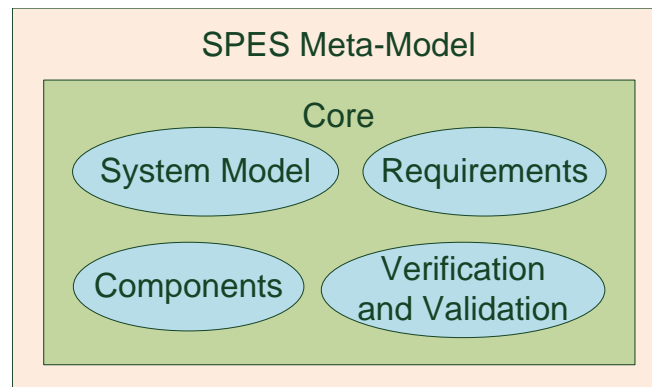 SPES Meta-Model
Core
System Model
Requirements
Components
Verification
and Validation